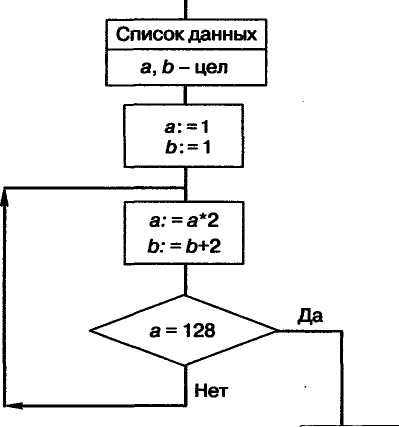 Список данных
a, b – цел
a: = 1
b: = 1
a: = a*2
b: = b+2
a = 128
Да
Нет